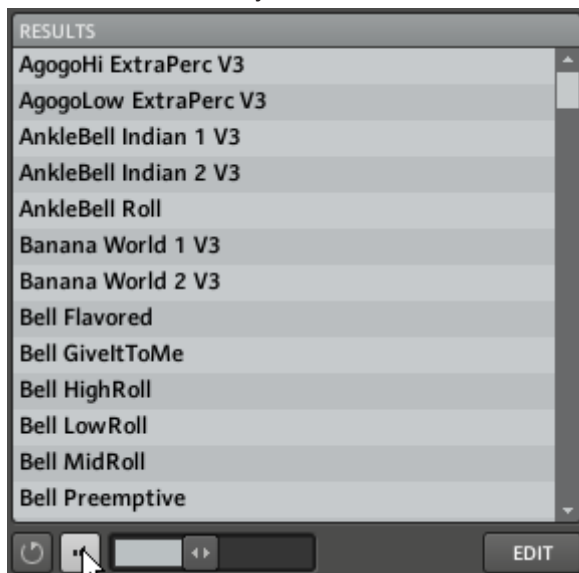 RESULTS
AgogoHi ExtraPerc V3
AgogoLow ExtraPerc V3
AnkleBell Indian 1 V3
AnkleBell Indian 2 V3
AnkleBell Roll
Banana World 1 V3
Banana World 2 V3
Bell Flavored
Bell GiveItToMe
Bell HighRoll
Bell LowRoll
Bell MidRoll
Bell Preemptive
EDIT